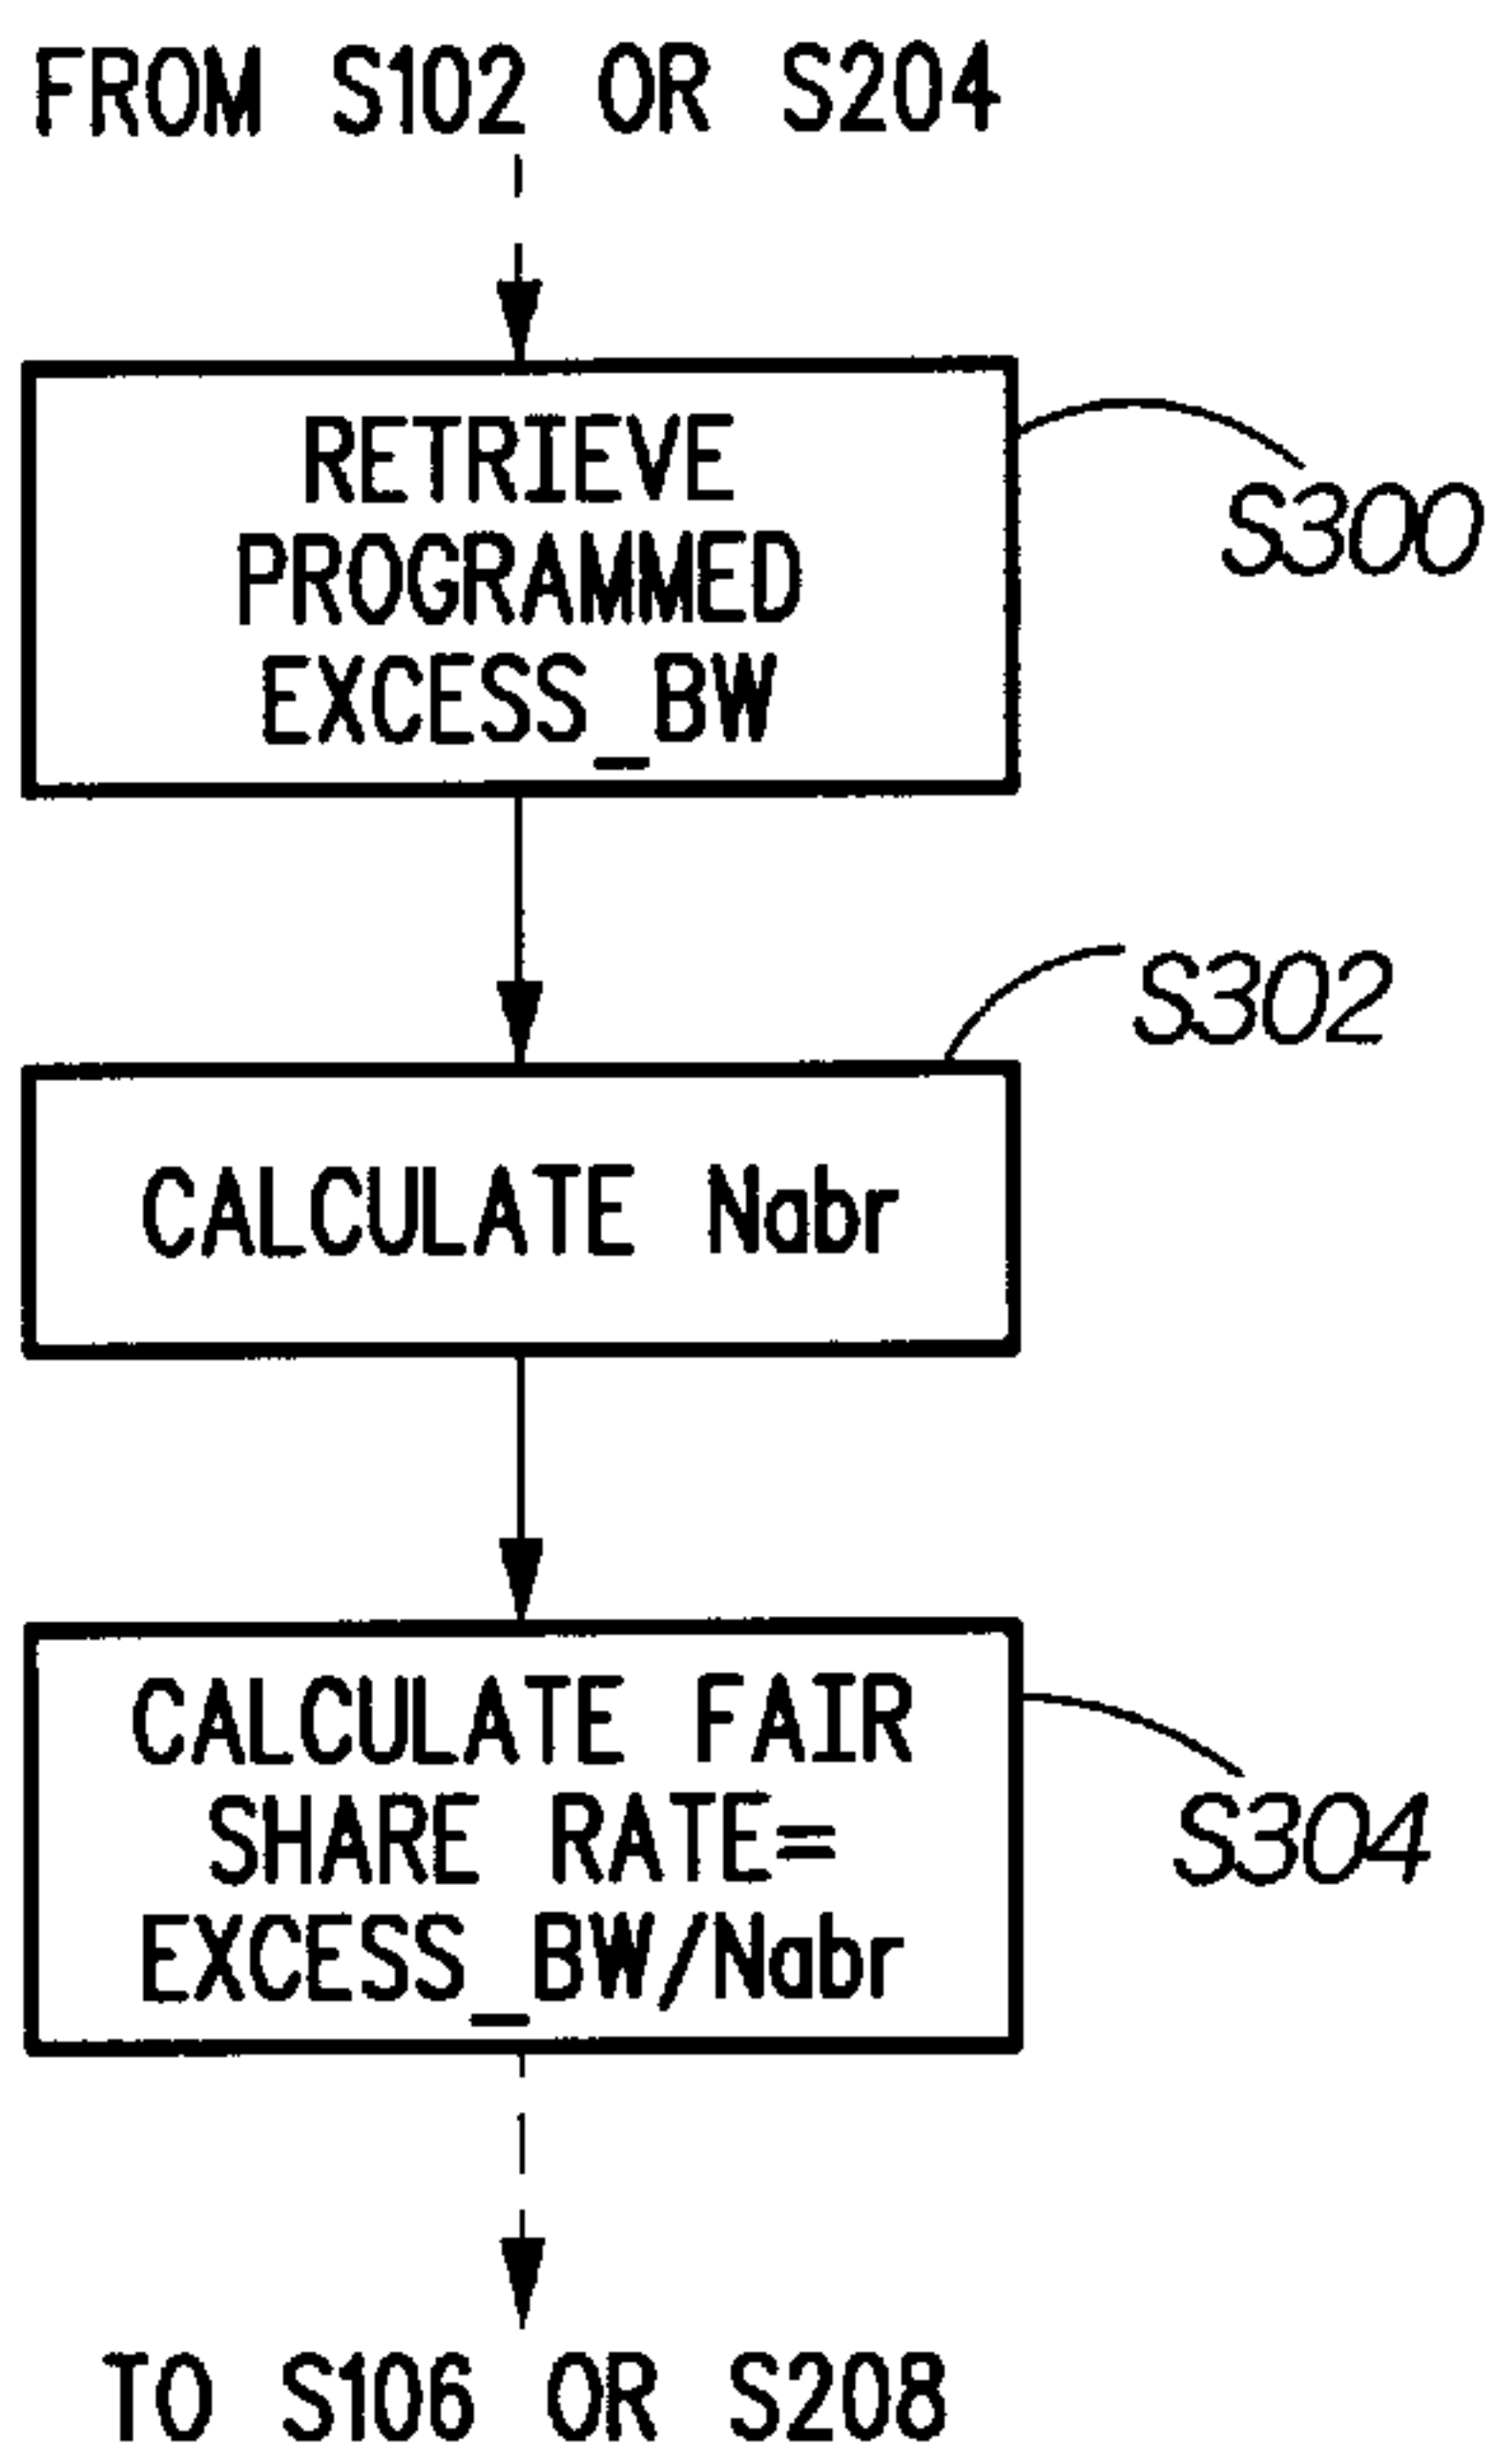 FROM S102 OR S204
RETRIEVE
PROGRAMMED
EXCESS_BW
S300
S302
CALCULATE Nabr
CALCULATE FAIR
SHARE RATE=
EXCESS_BW/Nabr
S304
TO S106 OR S208